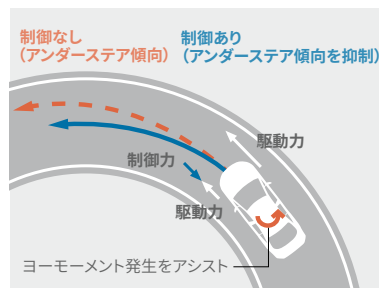 制御なし
（アンダーステア傾向）
制御あり
（アンダーステア傾向を抑制）
駆動力
制御力
駆動力
ヨーモーメント発生をアシスト